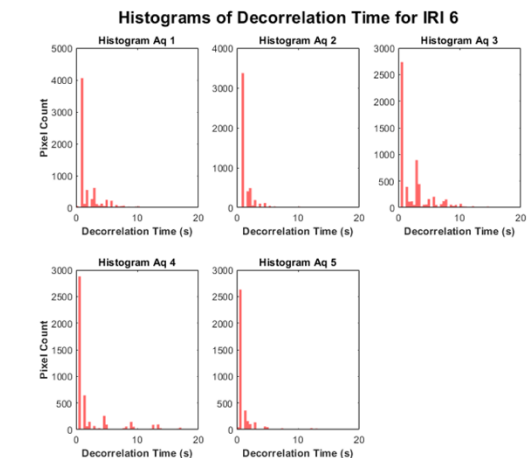 Histograms of Decorrelation Time for IRI 6
Histogram Aq 1
5000
4000
3000
2000
1000
0
Pixel Count
0 10 20
Decorrelation Time (s)
Histogram Aq 2
4000
3000
2000
1000
0
0 10 20
Decorrelation Time (s)
Histogram Aq 3
3000
2500
2000
1500
1000
500
0
0 10 20
Decorrelation Time (s)
Histogram Aq 4
3000
2500
2000
1500
1000
500
0
Pixel Count
0 10 20
Decorrelation Time (s)
Histogram Aq 5
3000
2500
2000
1500
1000
500
0
0 10 20
Decorrelation Time (s)